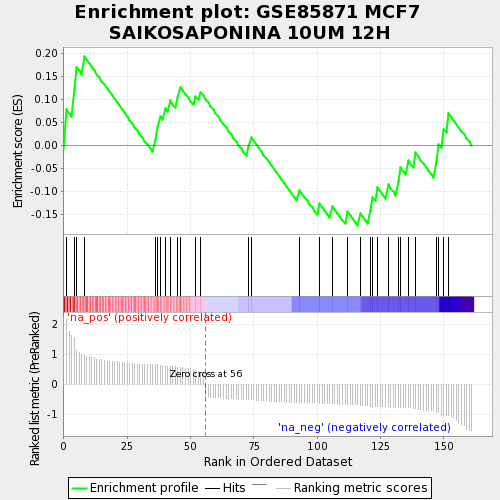 Enrichment plot: GSE85871 MCF7
SAIKOSAPONINA 10UM 12H
Enrichment score (ES)
0.20
0.15
0.10
0.05
0.00
-0.05
-0.10
-0.15
'na_pos' (positively correlated)
Ranked list metric (PreRanked)
2
1
0
-1
Zero cross at 56
'na_neg' (negatively correlated)
0
25
50
75
100
125
150
Rank in Ordered Dataset
Enrichment profile
Hits
Ranking metric scores